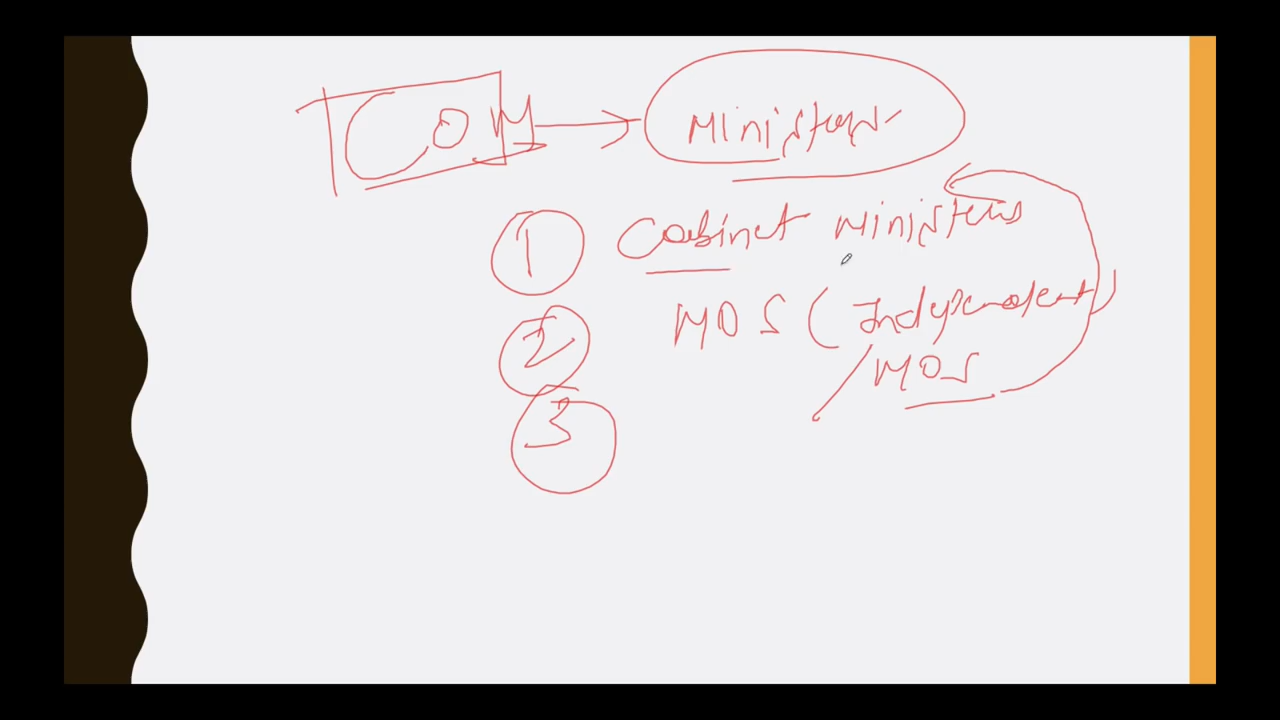 COM → Ministers
1 Cabinet Ministers
2 MOS (Independent)
3 MOS